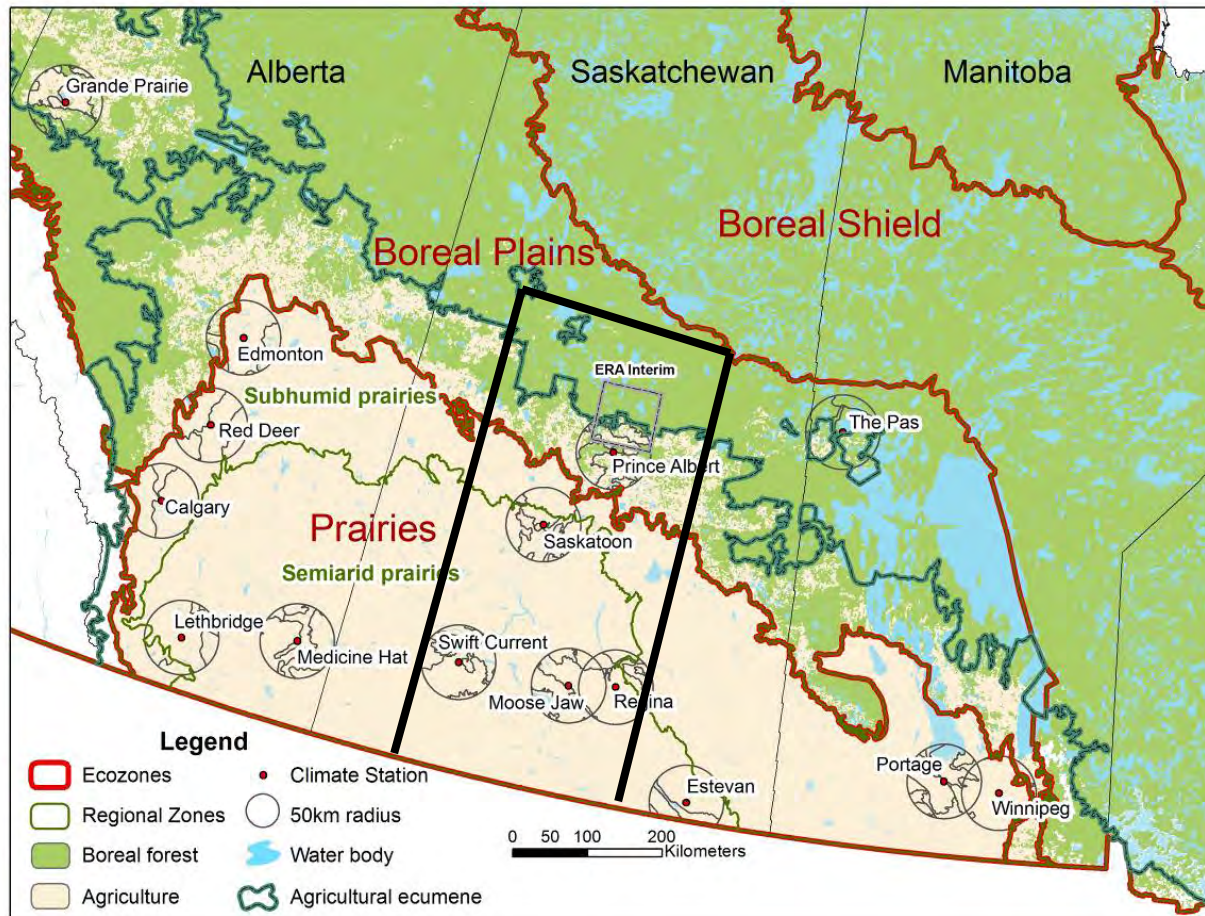 Alberta
Saskatchewan
Manitoba
Grande Prairie
Boreal Shield
Boreal Plains
Edmonton
ERA Interim
Subhumid prairies
Red Deer
The Pas
Prince Albert
Calgary
Prairies
Saskatoon
Semiarid prairies
Lethbridge
Medicine Hat
Swift Current
Moose Jaw
Regina
Legend
Ecozones
Climate Station
Regional Zones
50km radius
Boreal forest
Water body
Agriculture
Agricultural ecumene
0 50 100 200
Kilometers
Estevan
Portage
Winnipeg